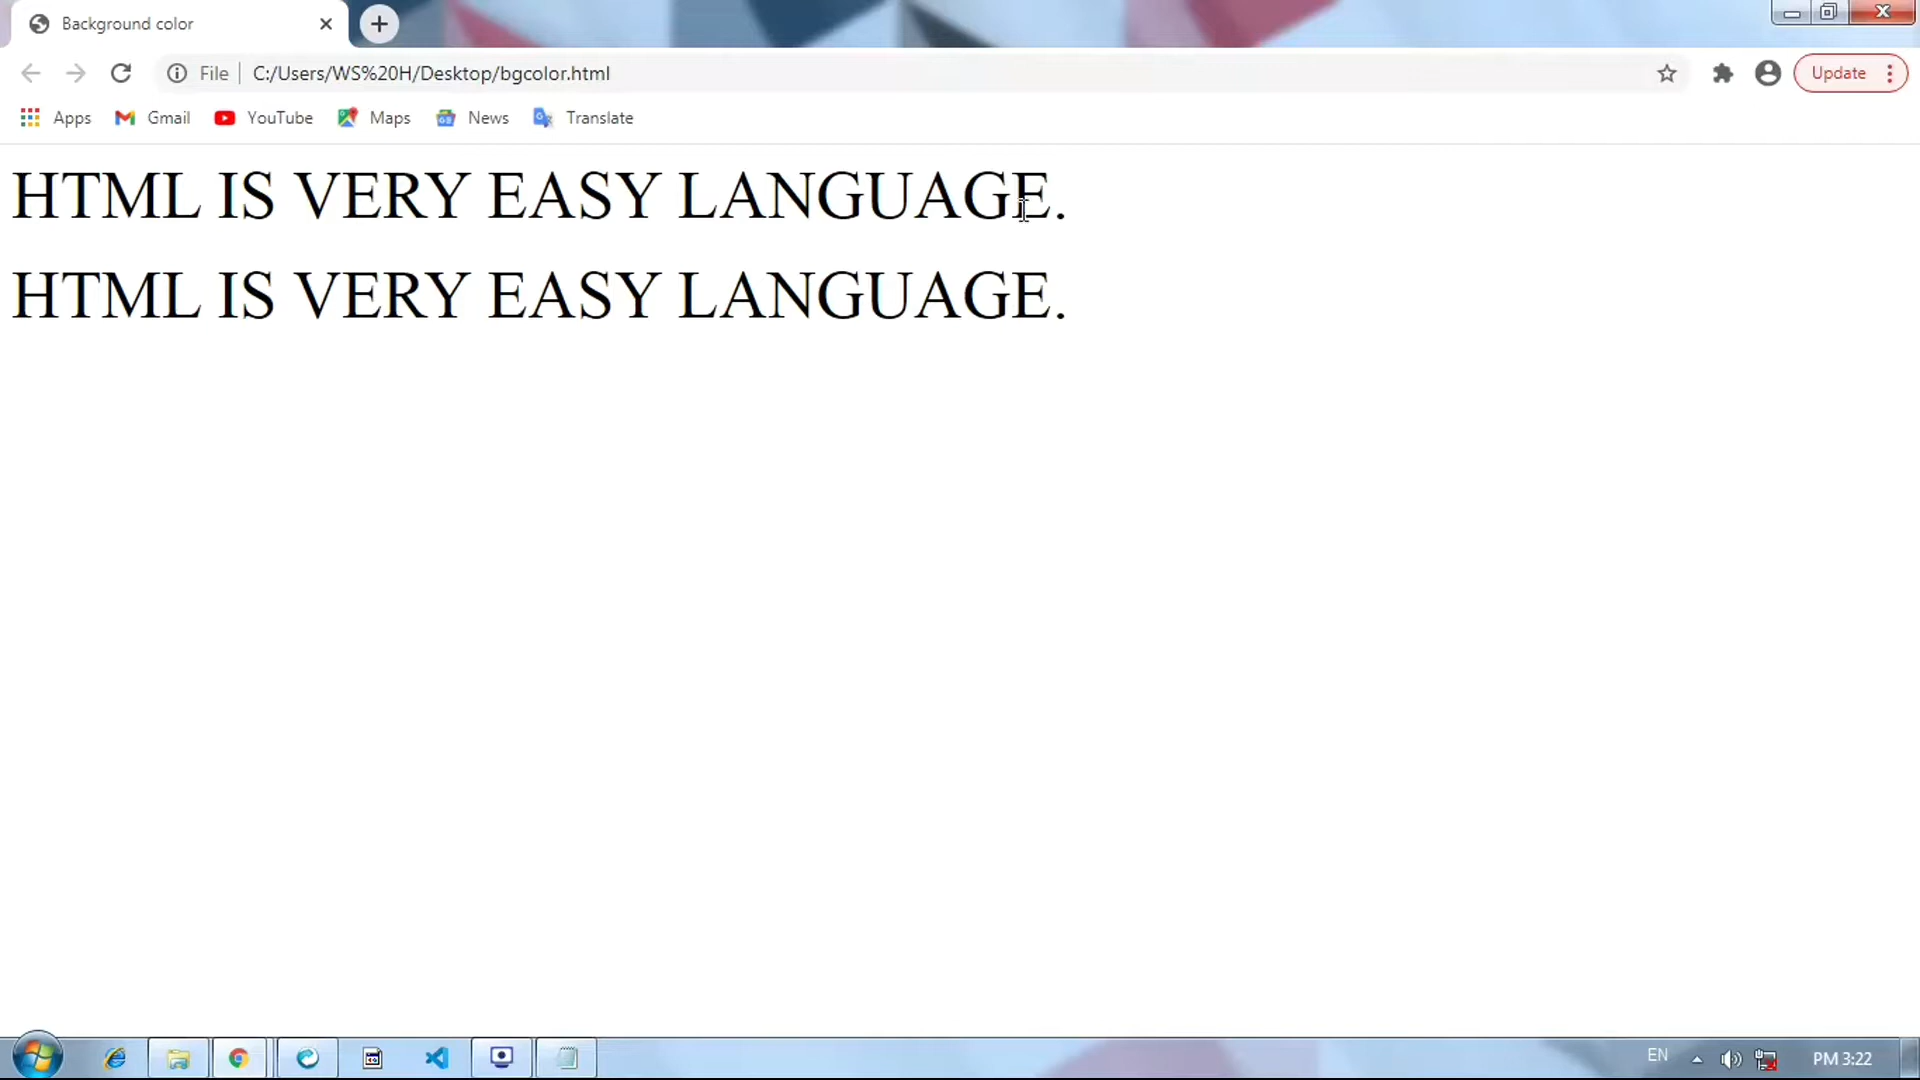 Background color
File C:/Users/WS%20H/Desktop/bgcolor.html
Update
Apps Gmail YouTube Maps News Translate
HTML IS VERY EASY LANGUAGE.
HTML IS VERY EASY LANGUAGE.
EN PM 3:22